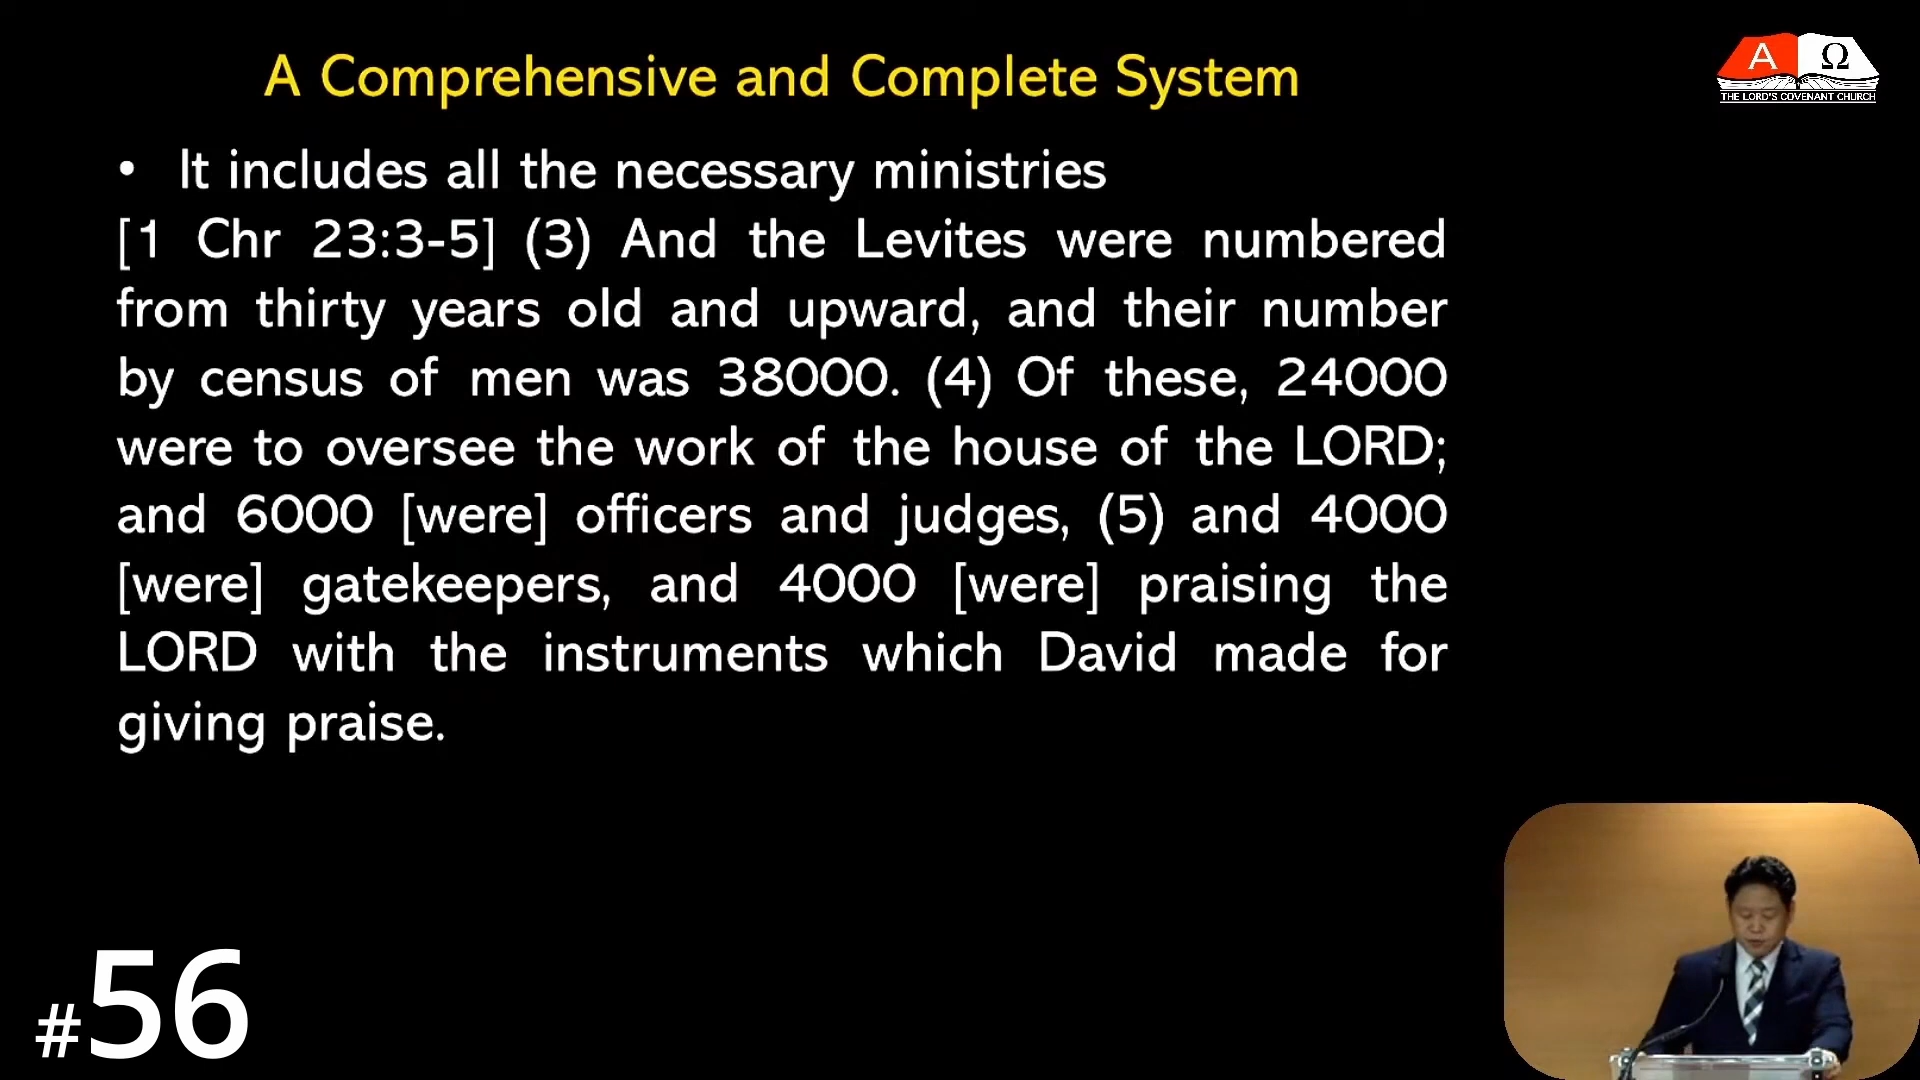 A Comprehensive and Complete System
A Ω
THE LORD'S COVENANT CHURCH
• It includes all the necessary ministries
[1 Chr 23:3-5] (3) And the Levites were numbered
from thirty years old and upward, and their number
by census of men was 38000. (4) Of these, 24000
were to oversee the work of the house of the LORD;
and 6000 [were] officers and judges, (5) and 4000
[were] gatekeepers, and 4000 [were] praising the
LORD with the instruments which David made for
giving praise.
#56